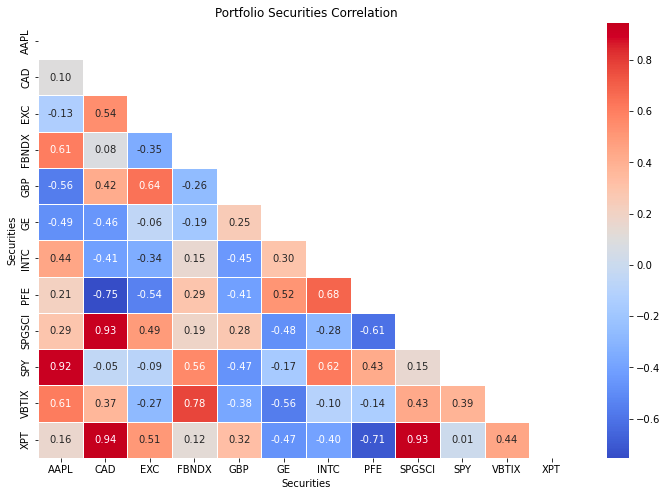 Portfolio Securities Correlation
AAPL
CAD 0.10
EXC -0.13 0.54
FBNDX 0.61 0.08 -0.35
GBP -0.56 0.42 0.64 -0.26
GE -0.49 -0.46 -0.06 -0.19 0.25
INTC 0.44 -0.41 -0.34 0.15 -0.45 0.30
PFE 0.21 -0.75 -0.54 0.29 -0.41 0.52 0.68
SPGSCI 0.29 0.93 0.49 0.19 0.28 -0.48 -0.28 -0.61
SPY 0.92 -0.05 -0.09 0.56 -0.47 -0.17 0.62 0.43 0.15
VBTIX 0.61 0.37 -0.27 0.78 -0.38 -0.56 -0.10 -0.14 0.43 0.39
XPT 0.16 0.94 0.51 0.12 0.32 -0.47 -0.40 -0.71 0.93 0.01 0.44
AAPL CAD EXC FBNDX GBP GE INTC PFE SPGSCI SPY VBTIX XPT
Securities
Securities
0.8
0.6
0.4
0.2
0.0
-0.2
-0.4
-0.6